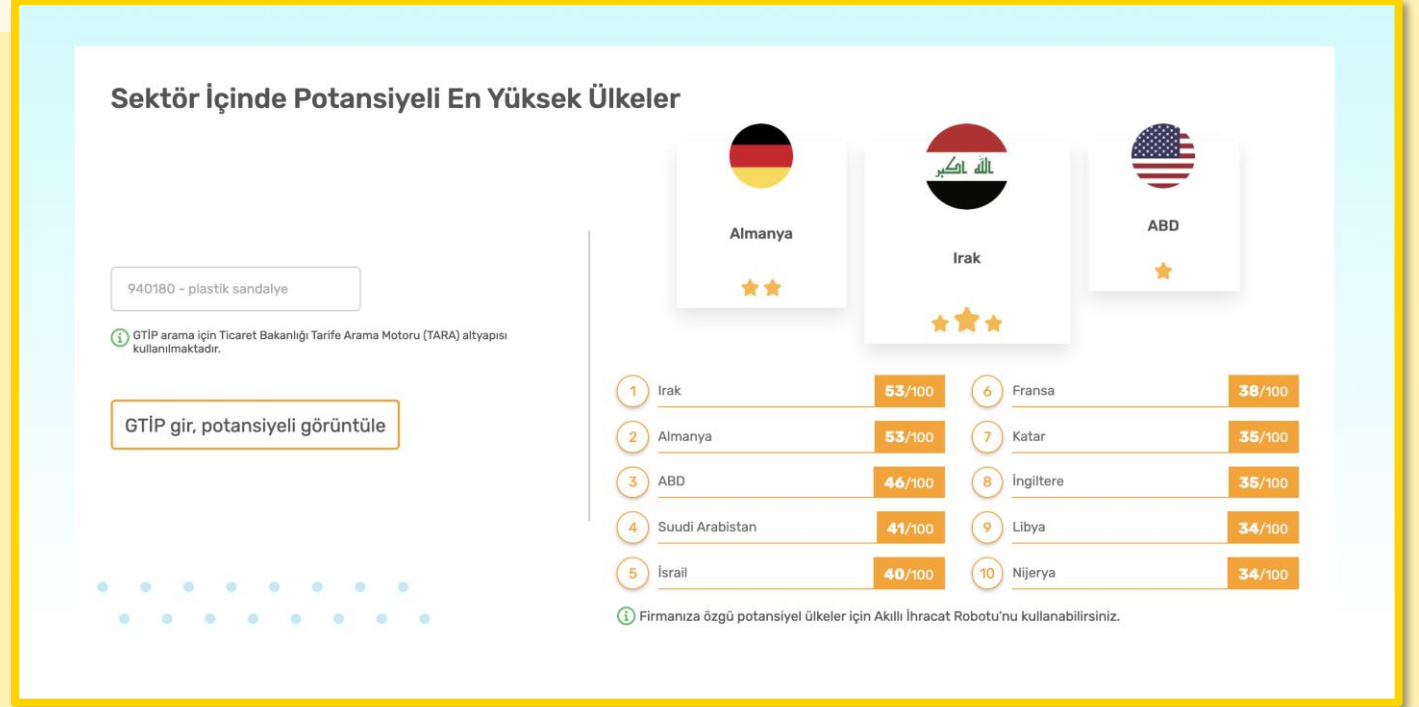 Sektör İçinde Potansiyeli En Yüksek Ülkeler
الله اكبر
Almanya
Irak
ABD
940180 - plastik sandalye
GTİP arama için Ticaret Bakanlığı Tarife Arama Motoru (TARA) altyapısı
kullanılmaktadır.
GTİP gir, potansiyeli görüntüle
1 Irak 53/100
2 Almanya 53/100
3 ABD 46/100
4 Suudi Arabistan 41/100
5 İsrail 40/100
6 Fransa 38/100
7 Katar 35/100
8 İngiltere 35/100
9 Libya 34/100
10 Nijerya 34/100
Firmanıza özgü potansiyel ülkeler için Akıllı İhracat Robotu'nu kullanabilirsiniz.